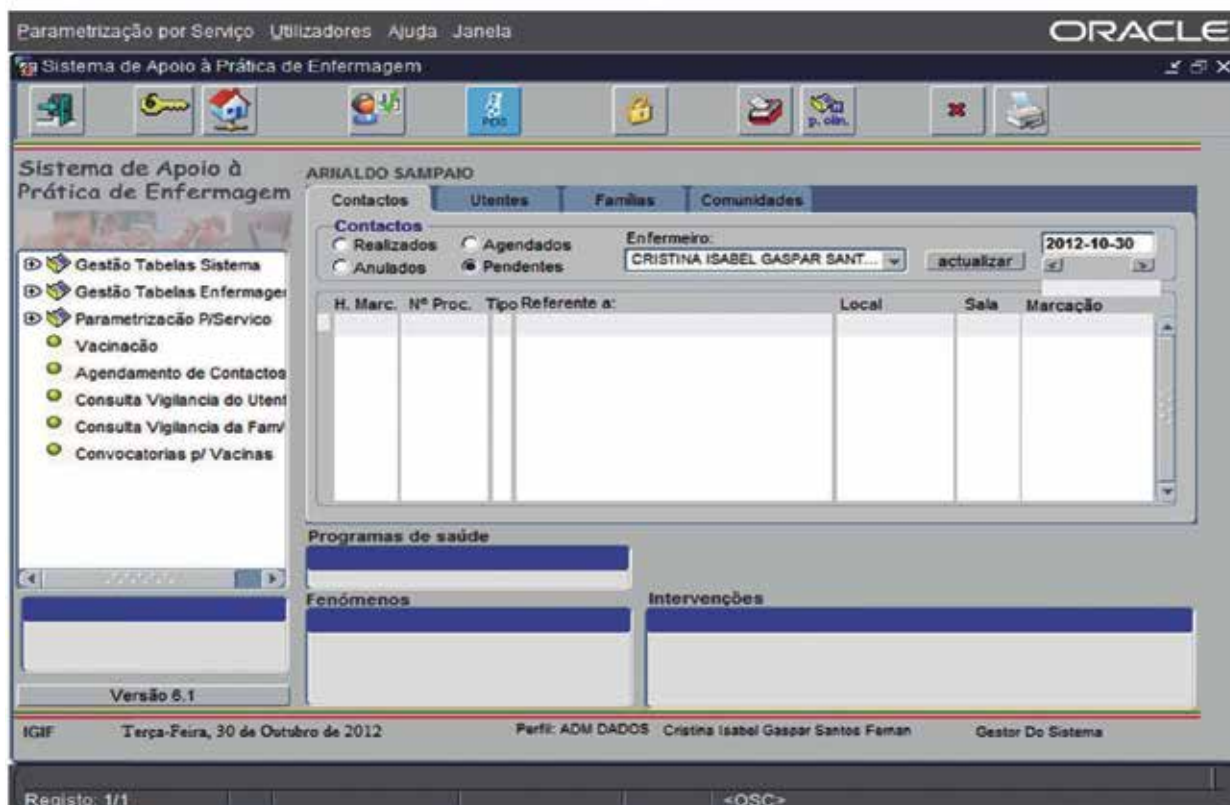 Parametrização por Serviço Utilizadores Ajuda Janela ORACLE
Sistema de Apoio à Prática de Enfermagem
p. olin.
Sistema de Apoio à
Prática de Enfermagem
ARNALDO SAMPAIO
Contactos Utentes Famílias Comunidades
Contactos
Realizados Agendados
Anulados Pendentes
Enfermeiro:
CRISTINA ISABEL GASPAR SANT...
actualizar
2012-10-30
H. Marc. Nº Proc. Tipo Referente a: Local Sala Marcação
Gestão Tabelas Sistema
Gestão Tabelas Enfermager
Parametrizacão P/Servico
Vacinacão
Agendamento de Contactos
Consulta Vigilancia do Utent
Consulta Vigilancia da Fam/
Convocatorias p/ Vacinas
Programas de saúde
Fenómenos Intervenções
Versão 6.1
IGIF Terça-Feira, 30 de Outubro de 2012 Perfil: ADM DADOS Cristina Isabel Gaspar Santos Fernan Gestor Do Sistema
Registo: 1/1 <OSC>